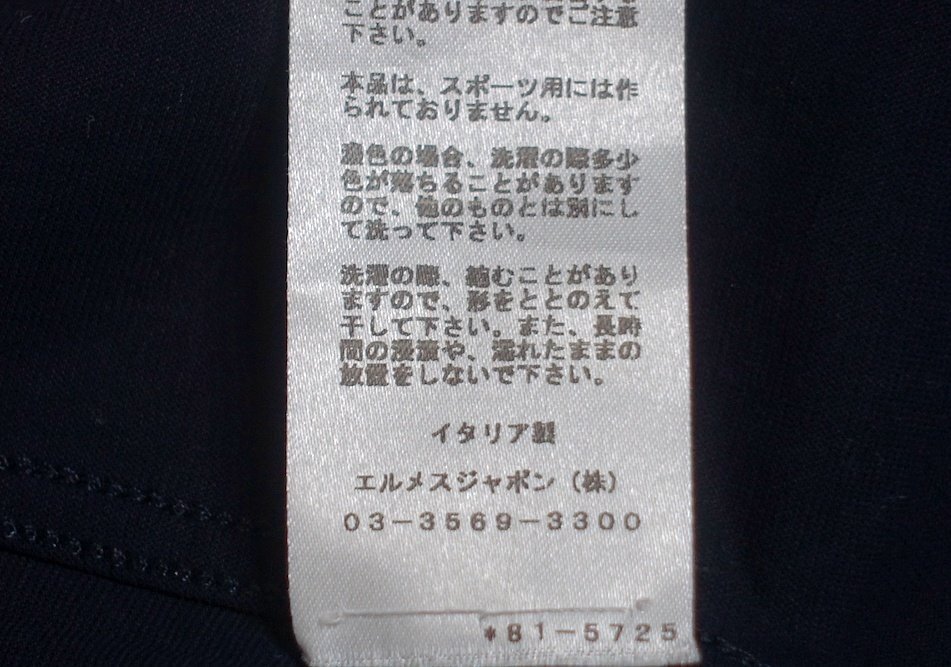 ことがありますのでご注意
下さい。
本品は、スポーツ用には作
られておりません。
濃色の場合、洗濯の際多少
色が落ちることがあります
ので、他のものとは別にし
て洗って下さい。
洗濯の際、縮むことがあり
ますので、形をととのえて
干して下さい。また、長時
間の浸漬や、濡れたままの
放置をしないで下さい。
イタリア製
エルメスジャポン（株）
03－3569－3300
*81－5725